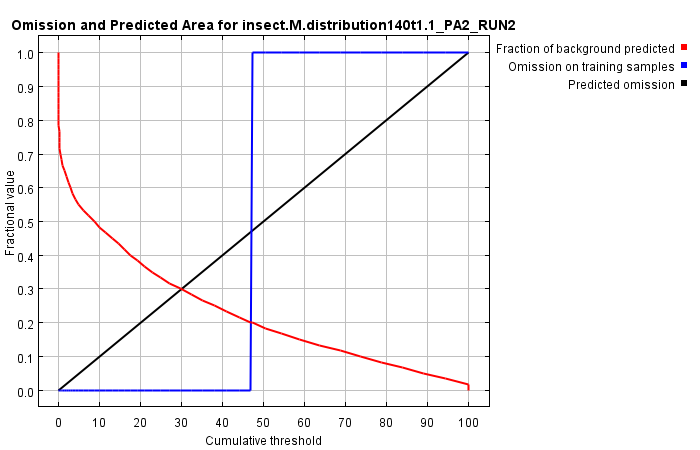 Omission and Predicted Area for insect.M.distribution140t1.1_PA2_RUN2
Fraction of background predicted
Omission on training samples
Predicted omission
1.0
0.9
0.8
0.7
0.6
0.5
0.4
0.3
0.2
0.1
0.0
Fractional value
0 10 20 30 40 50 60 70 80 90 100
Cumulative threshold